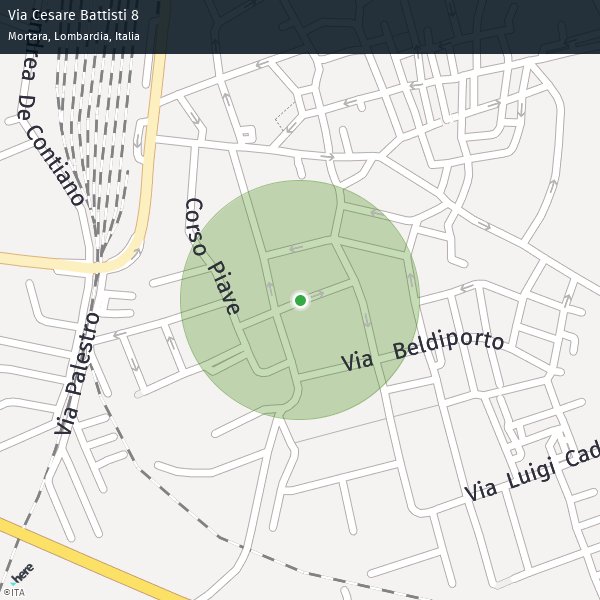 Via Cesare Battisti 8
Mortara, Lombardia, Italia
De Contiano
Corso Piave
Via Palestro
Via Beldiporto
Via Luigi Cad
here
©ITA